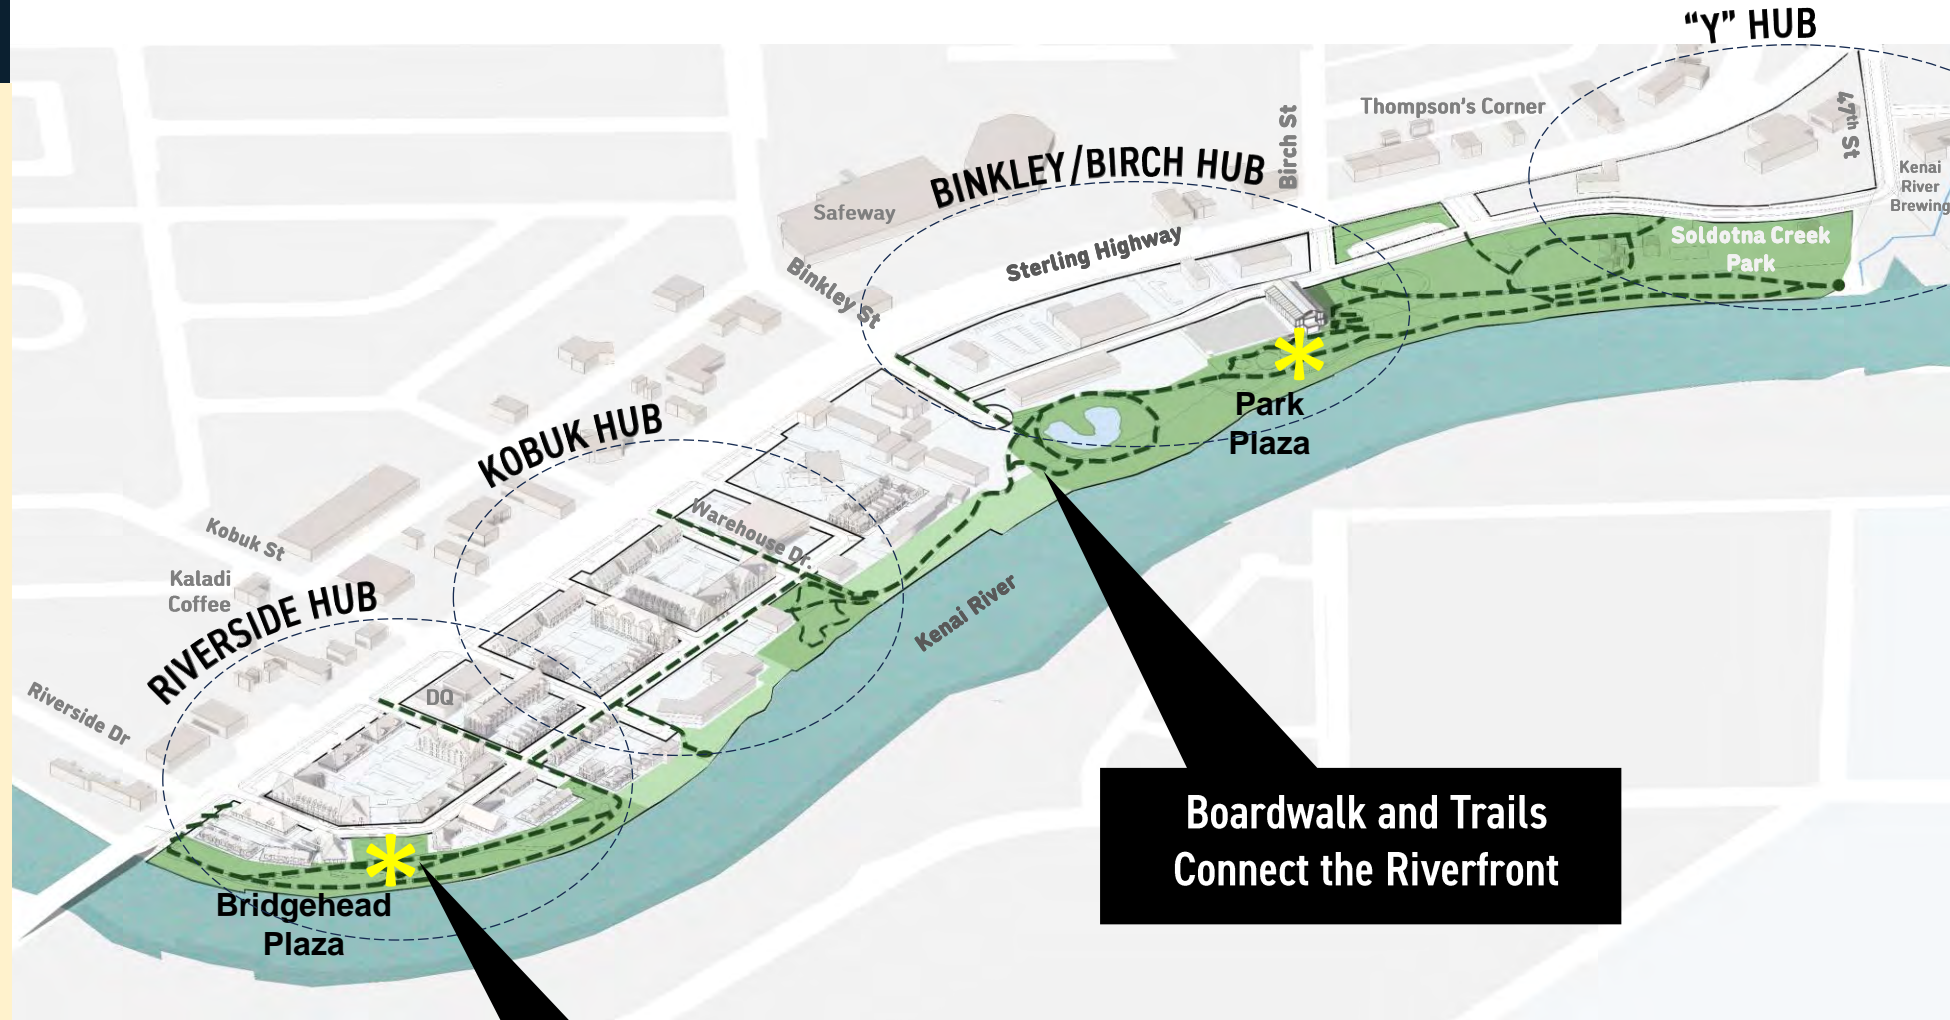 “Y” HUB
Thompson's Corner
47th St
Birch St
BINKLEY/BIRCH HUB
Kenai
River
Brewing
Safeway
Sterling Highway
Soldotna Creek
Park
Binkley St
Park
Plaza
KOBUK HUB
Warehouse Dr.
Kobuk St
Kaladi
Coffee
RIVERSIDE HUB
Kenai River
DQ
Riverside Dr
Boardwalk and Trails
Connect the Riverfront
Bridgehead
Plaza